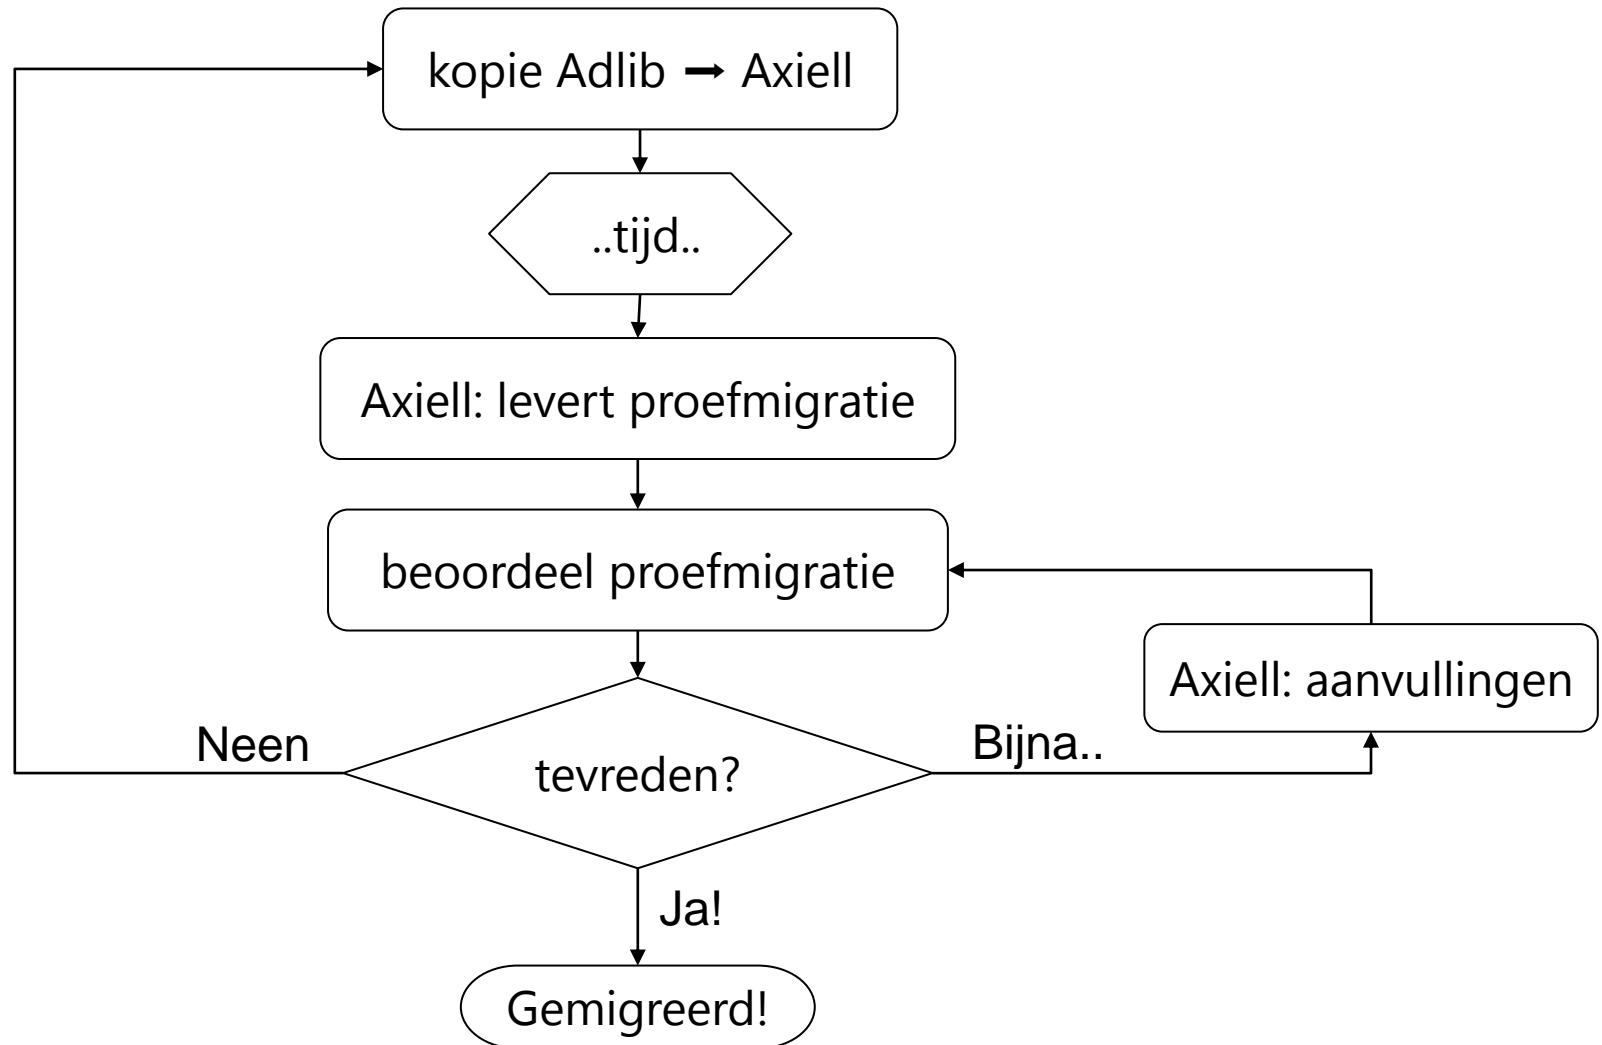 kopie Adlib → Axiell
..tijd..
Axiell: levert proefmigratie
beoordeel proefmigratie
Axiell: aanvullingen
Neen
tevreden?
Bijna..
Ja!
Gemigreerd!